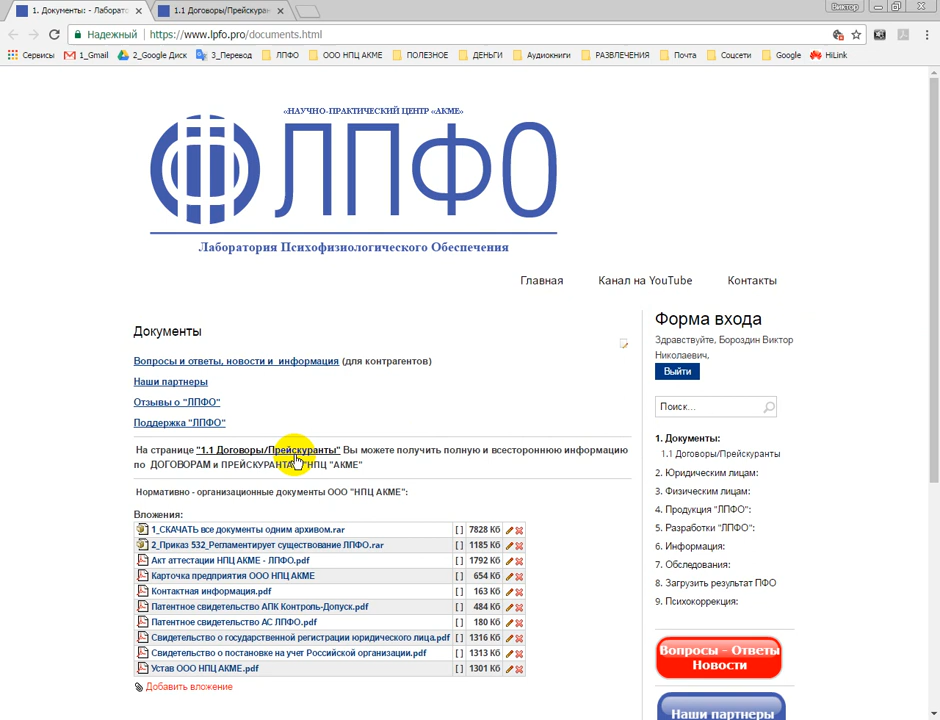 1. Документы: - Лаборато
1.1 Договоры/Прейскуран
Виктор
Надежный
https://www.lpfo.pro/documents.html
Сервисы
1_Gmail
2_Google Диск
3_Перевод
ЛПФО
ООО НПЦ АКМЕ
ПОЛЕЗНОЕ
ДЕНЬГИ
Аудиокниги
РАЗВЛЕЧЕНИЯ
Почта
Соцсети
Google
HiLink
«НАУЧНО-ПРАКТИЧЕСКИЙ ЦЕНТР «АКМЕ»
ЛПФО
Лаборатория Психофизиологического Обеспечения
Главная
Канал на YouTube
Контакты
Документы
Вопросы и ответы, новости и информация (для контрагентов)
Наши партнеры
Отзывы о "ЛПФО"
Поддержка "ЛПФО"
На странице "1.1 Договоры/Прейскуранты" Вы можете получить полную и всестороннюю информацию
по ДОГОВОРАМ и ПРЕЙСКУРАНТА "НПЦ "АКМЕ"
Нормативно - организационные документы ООО "НПЦ АКМЕ":
Вложения:
1_СКАЧАТЬ все документы одним архивом.rar [ ] 7828 Кб
2_Приказ 532_Регламентирует существование ЛПФО.rar [ ] 1185 Кб
Акт аттестации НПЦ АКМЕ - ЛПФО.pdf [ ] 1792 Кб
Карточка предприятия ООО НПЦ АКМЕ [ ] 654 Кб
Контактная информация.pdf [ ] 163 Кб
Патентное свидетельство АПК Контроль-Допуск.pdf [ ] 484 Кб
Патентное свидетельство АС ЛПФО.pdf [ ] 180 Кб
Свидетельство о государственной регистрации юридического лица.pdf [ ] 1316 Кб
Свидетельство о постановке на учет Российской организации.pdf [ ] 1313 Кб
Устав ООО НПЦ АКМЕ.pdf [ ] 1301 Кб
Добавить вложение
Форма входа
Здравствуйте, Бороздин Виктор
Николаевич,
Выйти
Поиск...
1. Документы:
1.1 Договоры/Прейскуранты
2. Юридическим лицам:
3. Физическим лицам:
4. Продукция "ЛПФО":
5. Разработки "ЛПФО":
6. Информация:
7. Обследования:
8. Загрузить результат ПФО
9. Психокоррекция:
Вопросы - Ответы
Новости
Наши партнеры